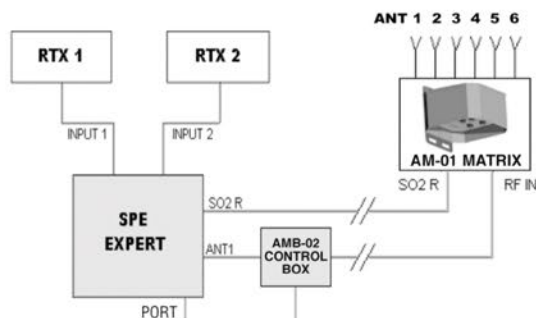 ANT 1 2 3 4 5 6
RTX 1
RTX 2
INPUT 1
INPUT 2
AM-01 MATRIX
SO2 R
RF IN
SPE
EXPERT
SO2 R
ANT1
AMB-02
CONTROL
BOX
PORT